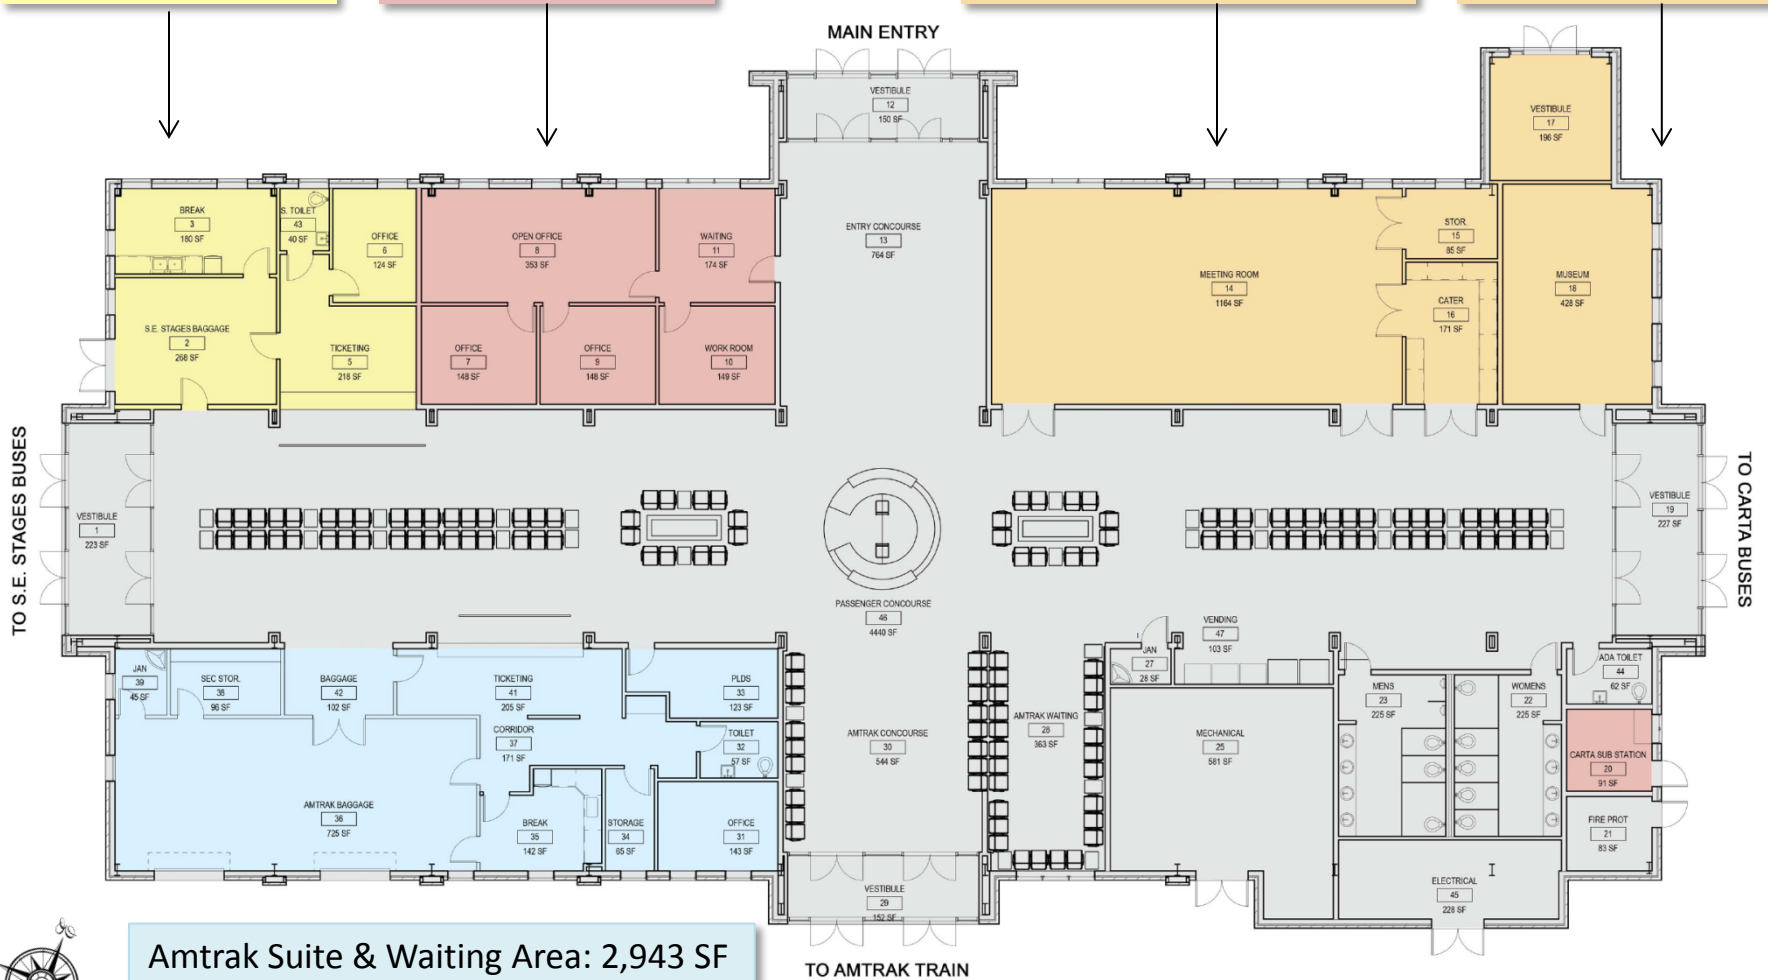 MAIN ENTRY
VESTIBULE
12
150 SF
VESTIBULE
17
196 SF
BREAK
3
180 SF
S. TOILET
43
40 SF
OFFICE
6
124 SF
OPEN OFFICE
8
353 SF
WAITING
11
174 SF
ENTRY CONCOURSE
13
764 SF
MEETING ROOM
14
1164 SF
STOR.
15
85 SF
CATER
16
171 SF
MUSEUM
18
428 SF
S.E. STAGES BAGGAGE
2
268 SF
TICKETING
5
218 SF
OFFICE
7
148 SF
OFFICE
9
148 SF
WORK ROOM
10
149 SF
TO S.E. STAGES BUSES
VESTIBULE
1
223 SF
PASSENGER CONCOURSE
46
4440 SF
VESTIBULE
19
227 SF
TO CARTA BUSES
JAN
39
45 SF
SEC STOR.
38
96 SF
BAGGAGE
42
102 SF
TICKETING
41
205 SF
PLDS
33
123 SF
CORRIDOR
37
171 SF
TOILET
32
57 SF
AMTRAK BAGGAGE
36
725 SF
BREAK
35
142 SF
STORAGE
34
65 SF
OFFICE
31
143 SF
AMTRAK CONCOURSE
30
544 SF
AMTRAK WAITING
28
363 SF
JAN
27
28 SF
VENDING
47
103 SF
MECHANICAL
25
581 SF
MENS
23
225 SF
WOMENS
22
225 SF
ADA TOILET
44
62 SF
CARTA SUB STATION
20
91 SF
FIRE PROT
21
83 SF
ELECTRICAL
45
228 SF
VESTIBULE
29
152 SF
Amtrak Suite & Waiting Area: 2,943 SF
TO AMTRAK TRAIN